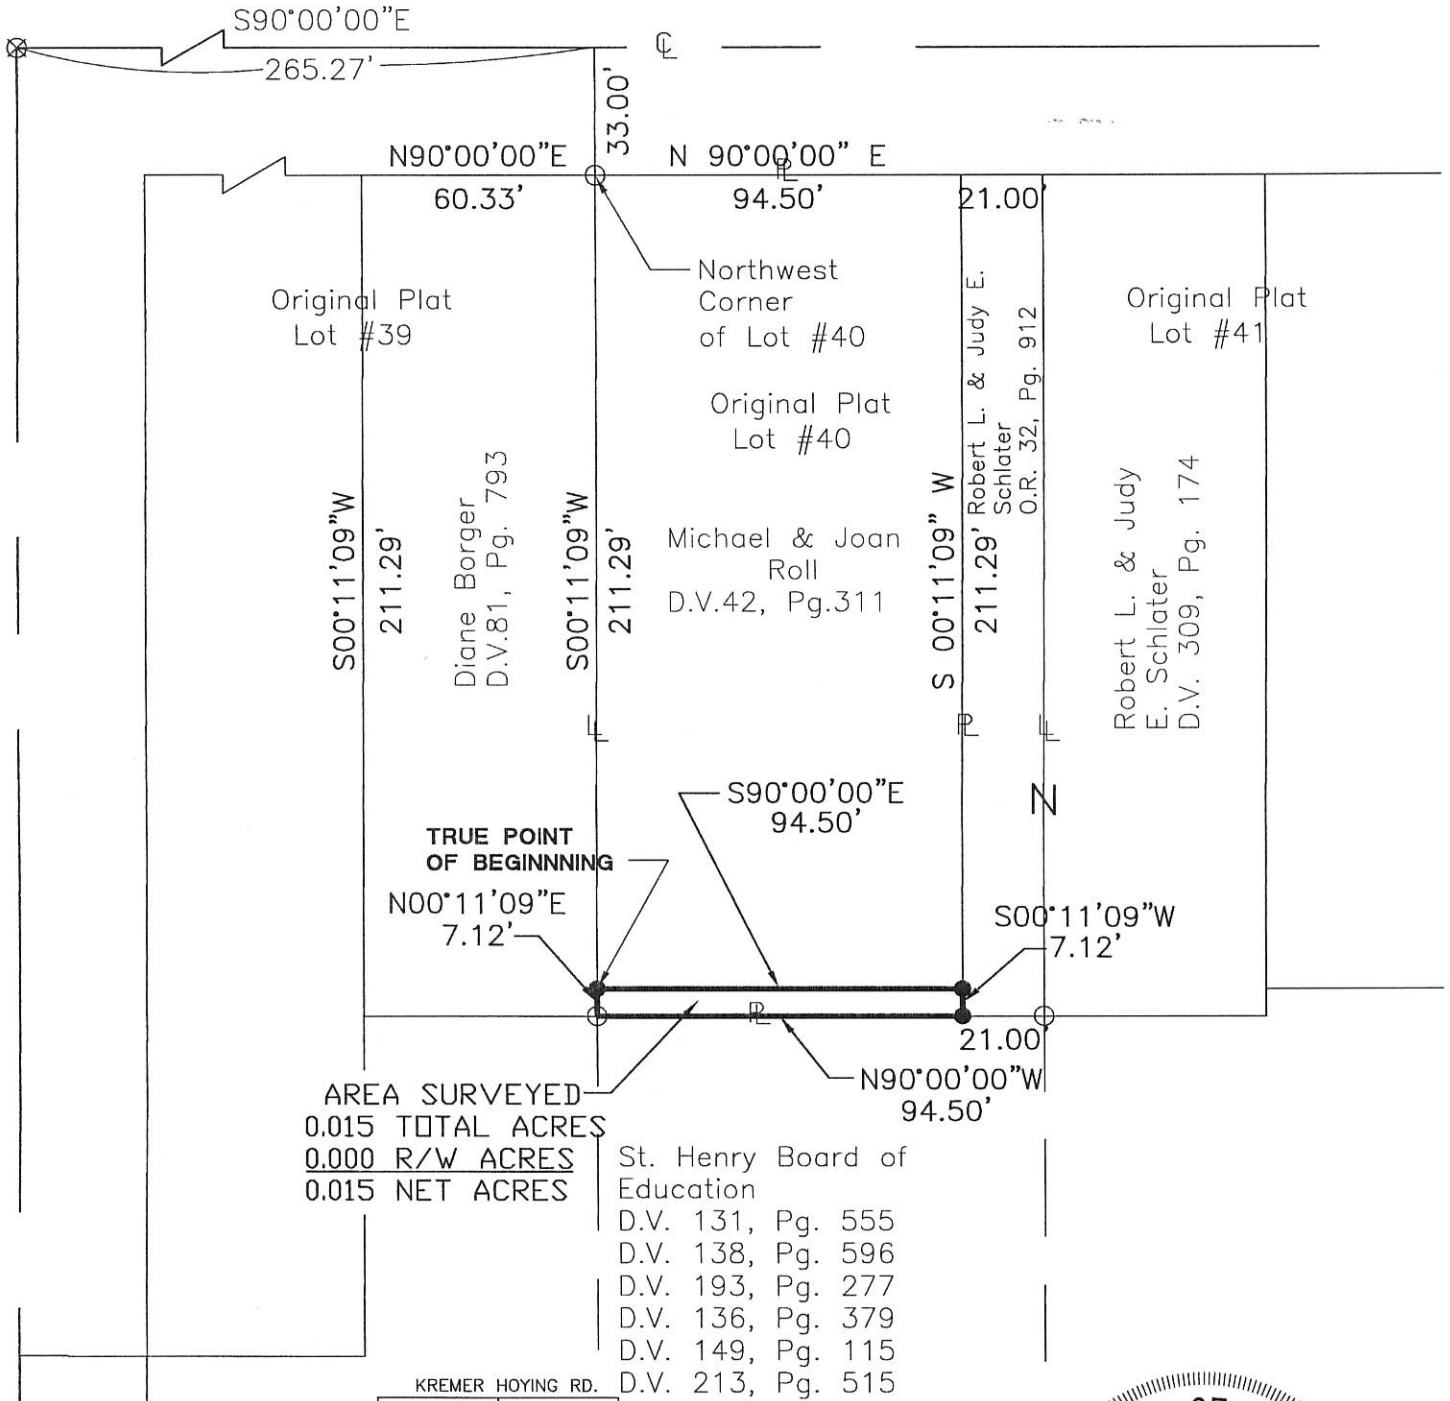 S90°00'00"E
℄
265.27'
33.00'
N90°00'00"E
N 90°00'00" E
PL
60.33'
94.50'
21.00'
Northwest
Corner
of Lot #40
Original Plat
Lot #39
Original Plat
Lot #40
Original Plat
Lot #41
Robert L. & Judy E.
Schlater
O.R. 32, Pg. 912
S00°11'09"W
211.29'
Diane Borger
D.V.81, Pg. 793
S00°11'09"W
211.29'
Michael & Joan
Roll
D.V.42, Pg.311
S 00°11'09" W
211.29'
Robert L. & Judy
E. Schlater
D.V. 309, Pg. 174
LL
PL
LL
S90°00'00"E
94.50'
N
TRUE POINT
OF BEGINNNING
N00°11'09"E
7.12'
S00°11'09"W
7.12'
PL
21.00'
N90°00'00"W
94.50'
AREA SURVEYED
0.015 TOTAL ACRES
0.000 R/W ACRES
0.015 NET ACRES
St. Henry Board of
Education
D.V. 131, Pg. 555
D.V. 138, Pg. 596
D.V. 193, Pg. 277
D.V. 136, Pg. 379
D.V. 149, Pg. 115
D.V. 213, Pg. 515
KREMER HOYING RD.